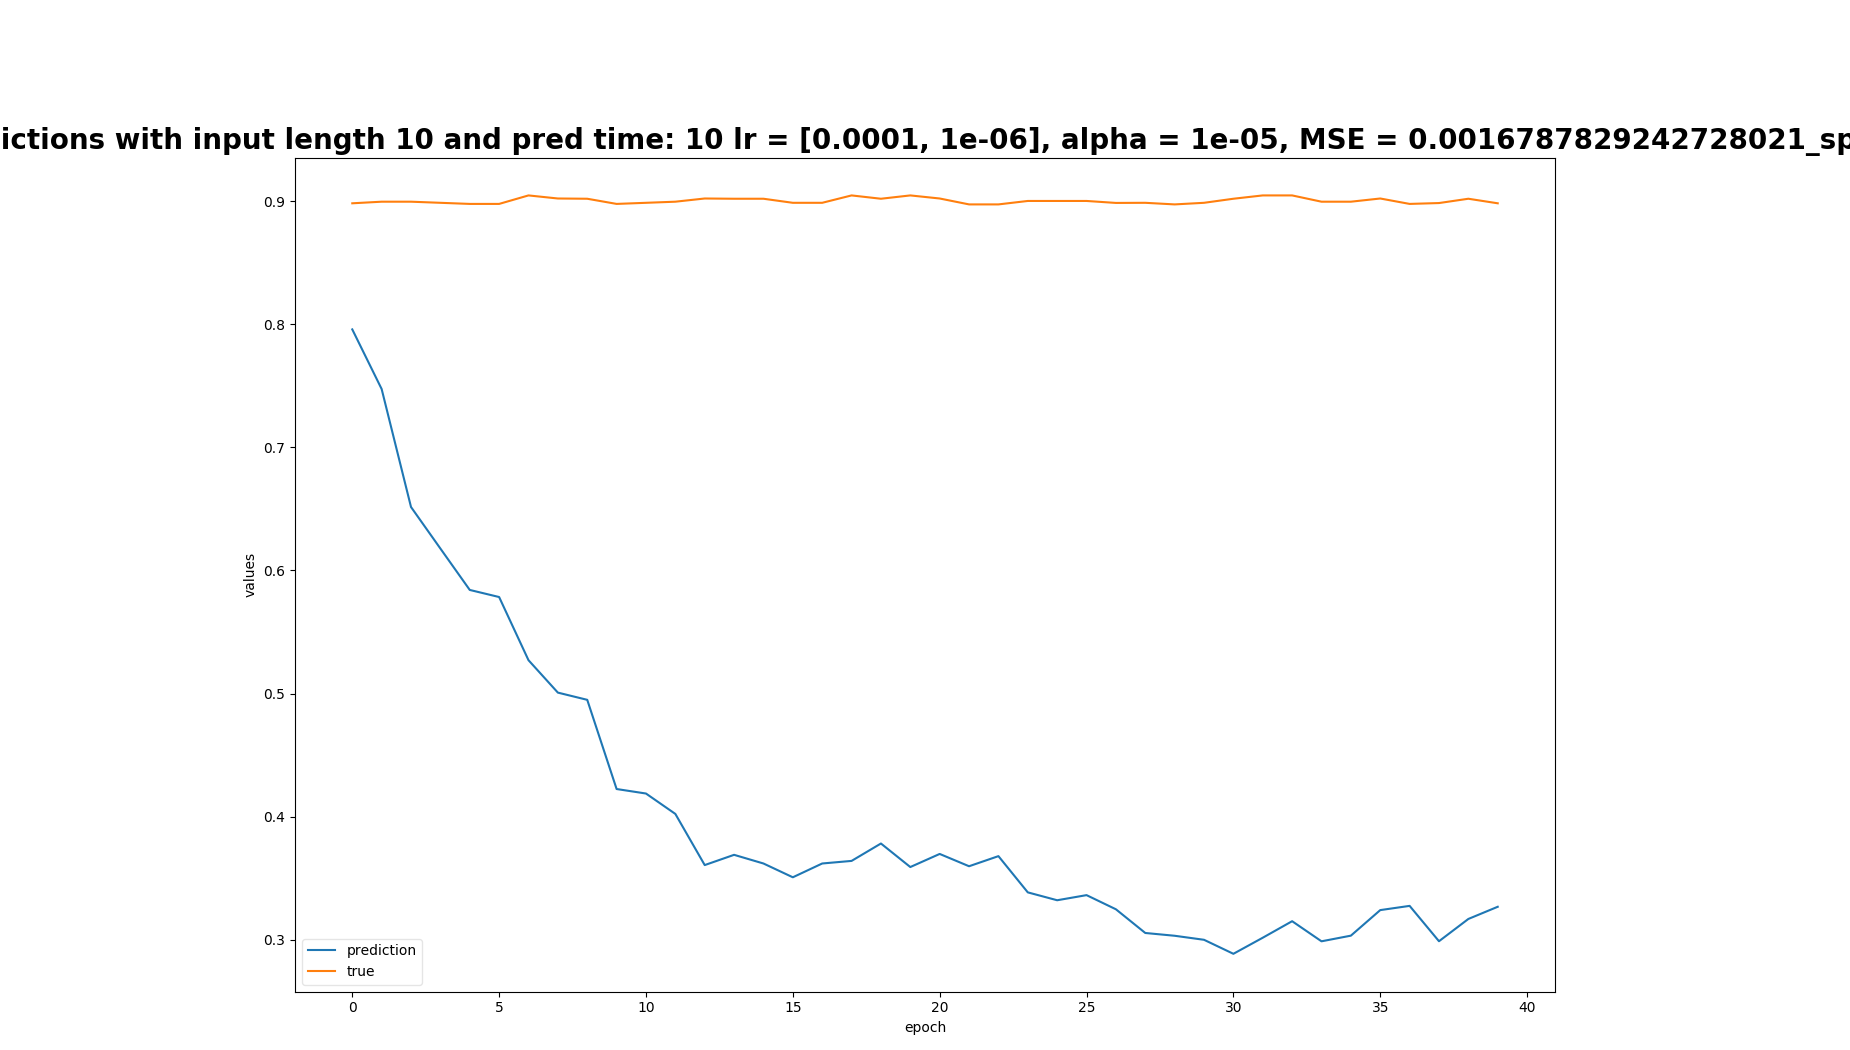 ictions with input length 10 and pred time: 10 lr = [0.0001, 1e-06], alpha = 1e-05, MSE = 0.0016787829242728021_sp
0.9
0.8
0.7
0.6
0.5
0.4
0.3
values
prediction
true
0 5 10 15 20 25 30 35 40
epoch